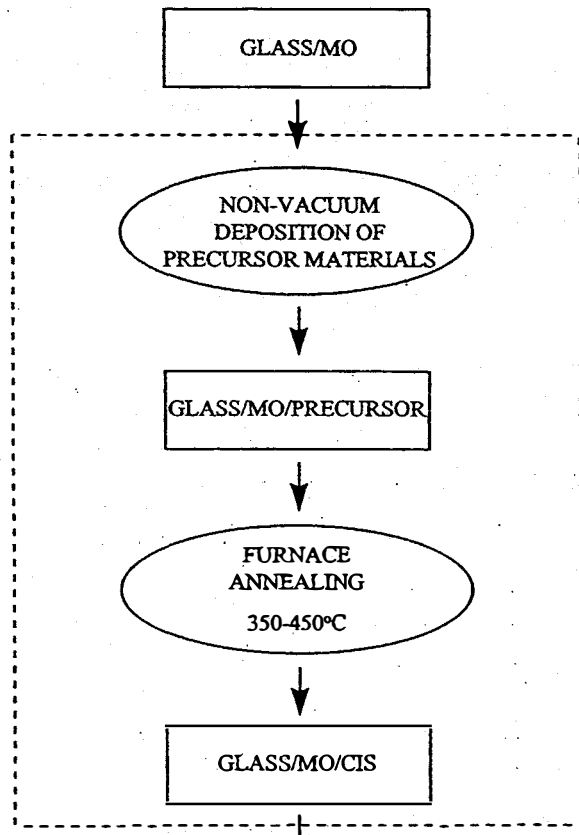 GLASS/MO
NON-VACUUM
DEPOSITION OF
PRECURSOR MATERIALS
GLASS/MO/PRECURSOR
FURNACE
ANNEALING
350-450°C
GLASS/MO/CIS